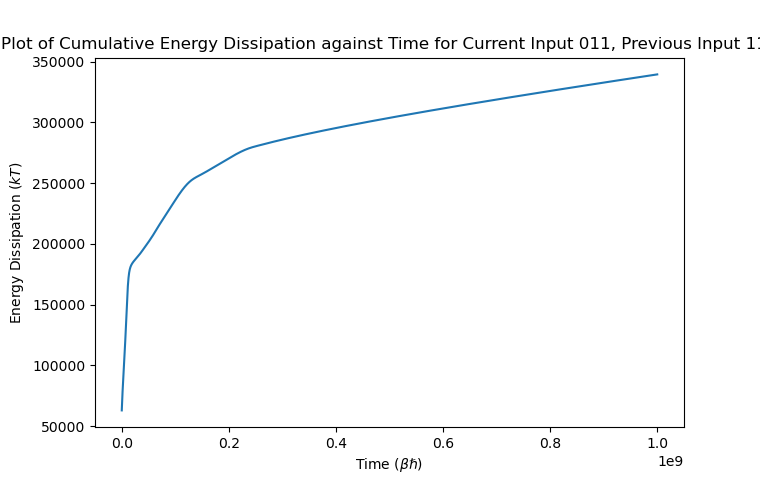 Plot of Cumulative Energy Dissipation against Time for Current Input 011, Previous Input 11
350000
300000
250000
200000
150000
100000
50000
Energy Dissipation (kT)
0.0 0.2 0.4 0.6 0.8 1.0
1e9
Time (βħ)